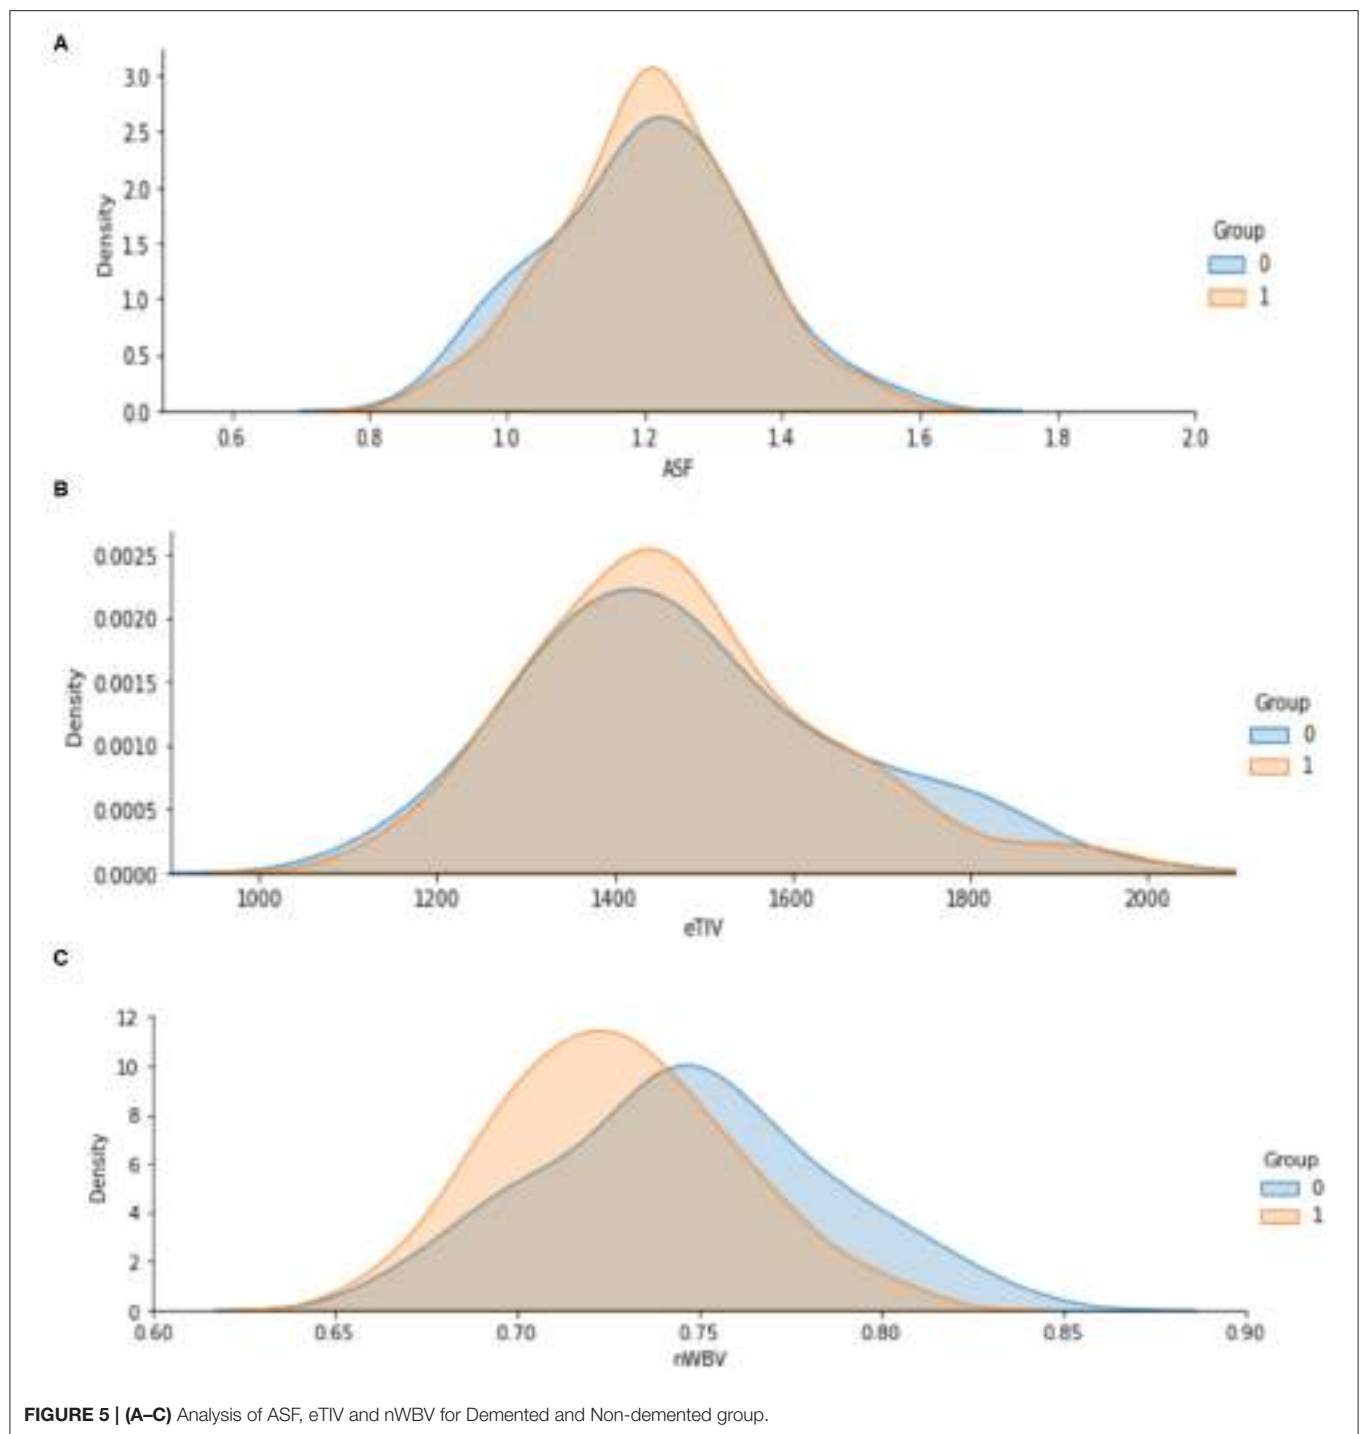 A
3.0
2.5
2.0
1.5
1.0
0.5
0.0
Density
0.6 0.8 1.0 1.2 1.4 1.6 1.8 2.0
ASF
Group
0
1
B
0.0025
0.0020
0.0015
0.0010
0.0005
0.0000
Density
1000 1200 1400 1600 1800 2000
eTIV
Group
0
1
C
12
10
8
6
4
2
0
Density
0.60 0.65 0.70 0.75 0.80 0.85 0.90
nWBV
Group
0
1
FIGURE 5 | (A–C) Analysis of ASF, eTIV and nWBV for Demented and Non-demented group.